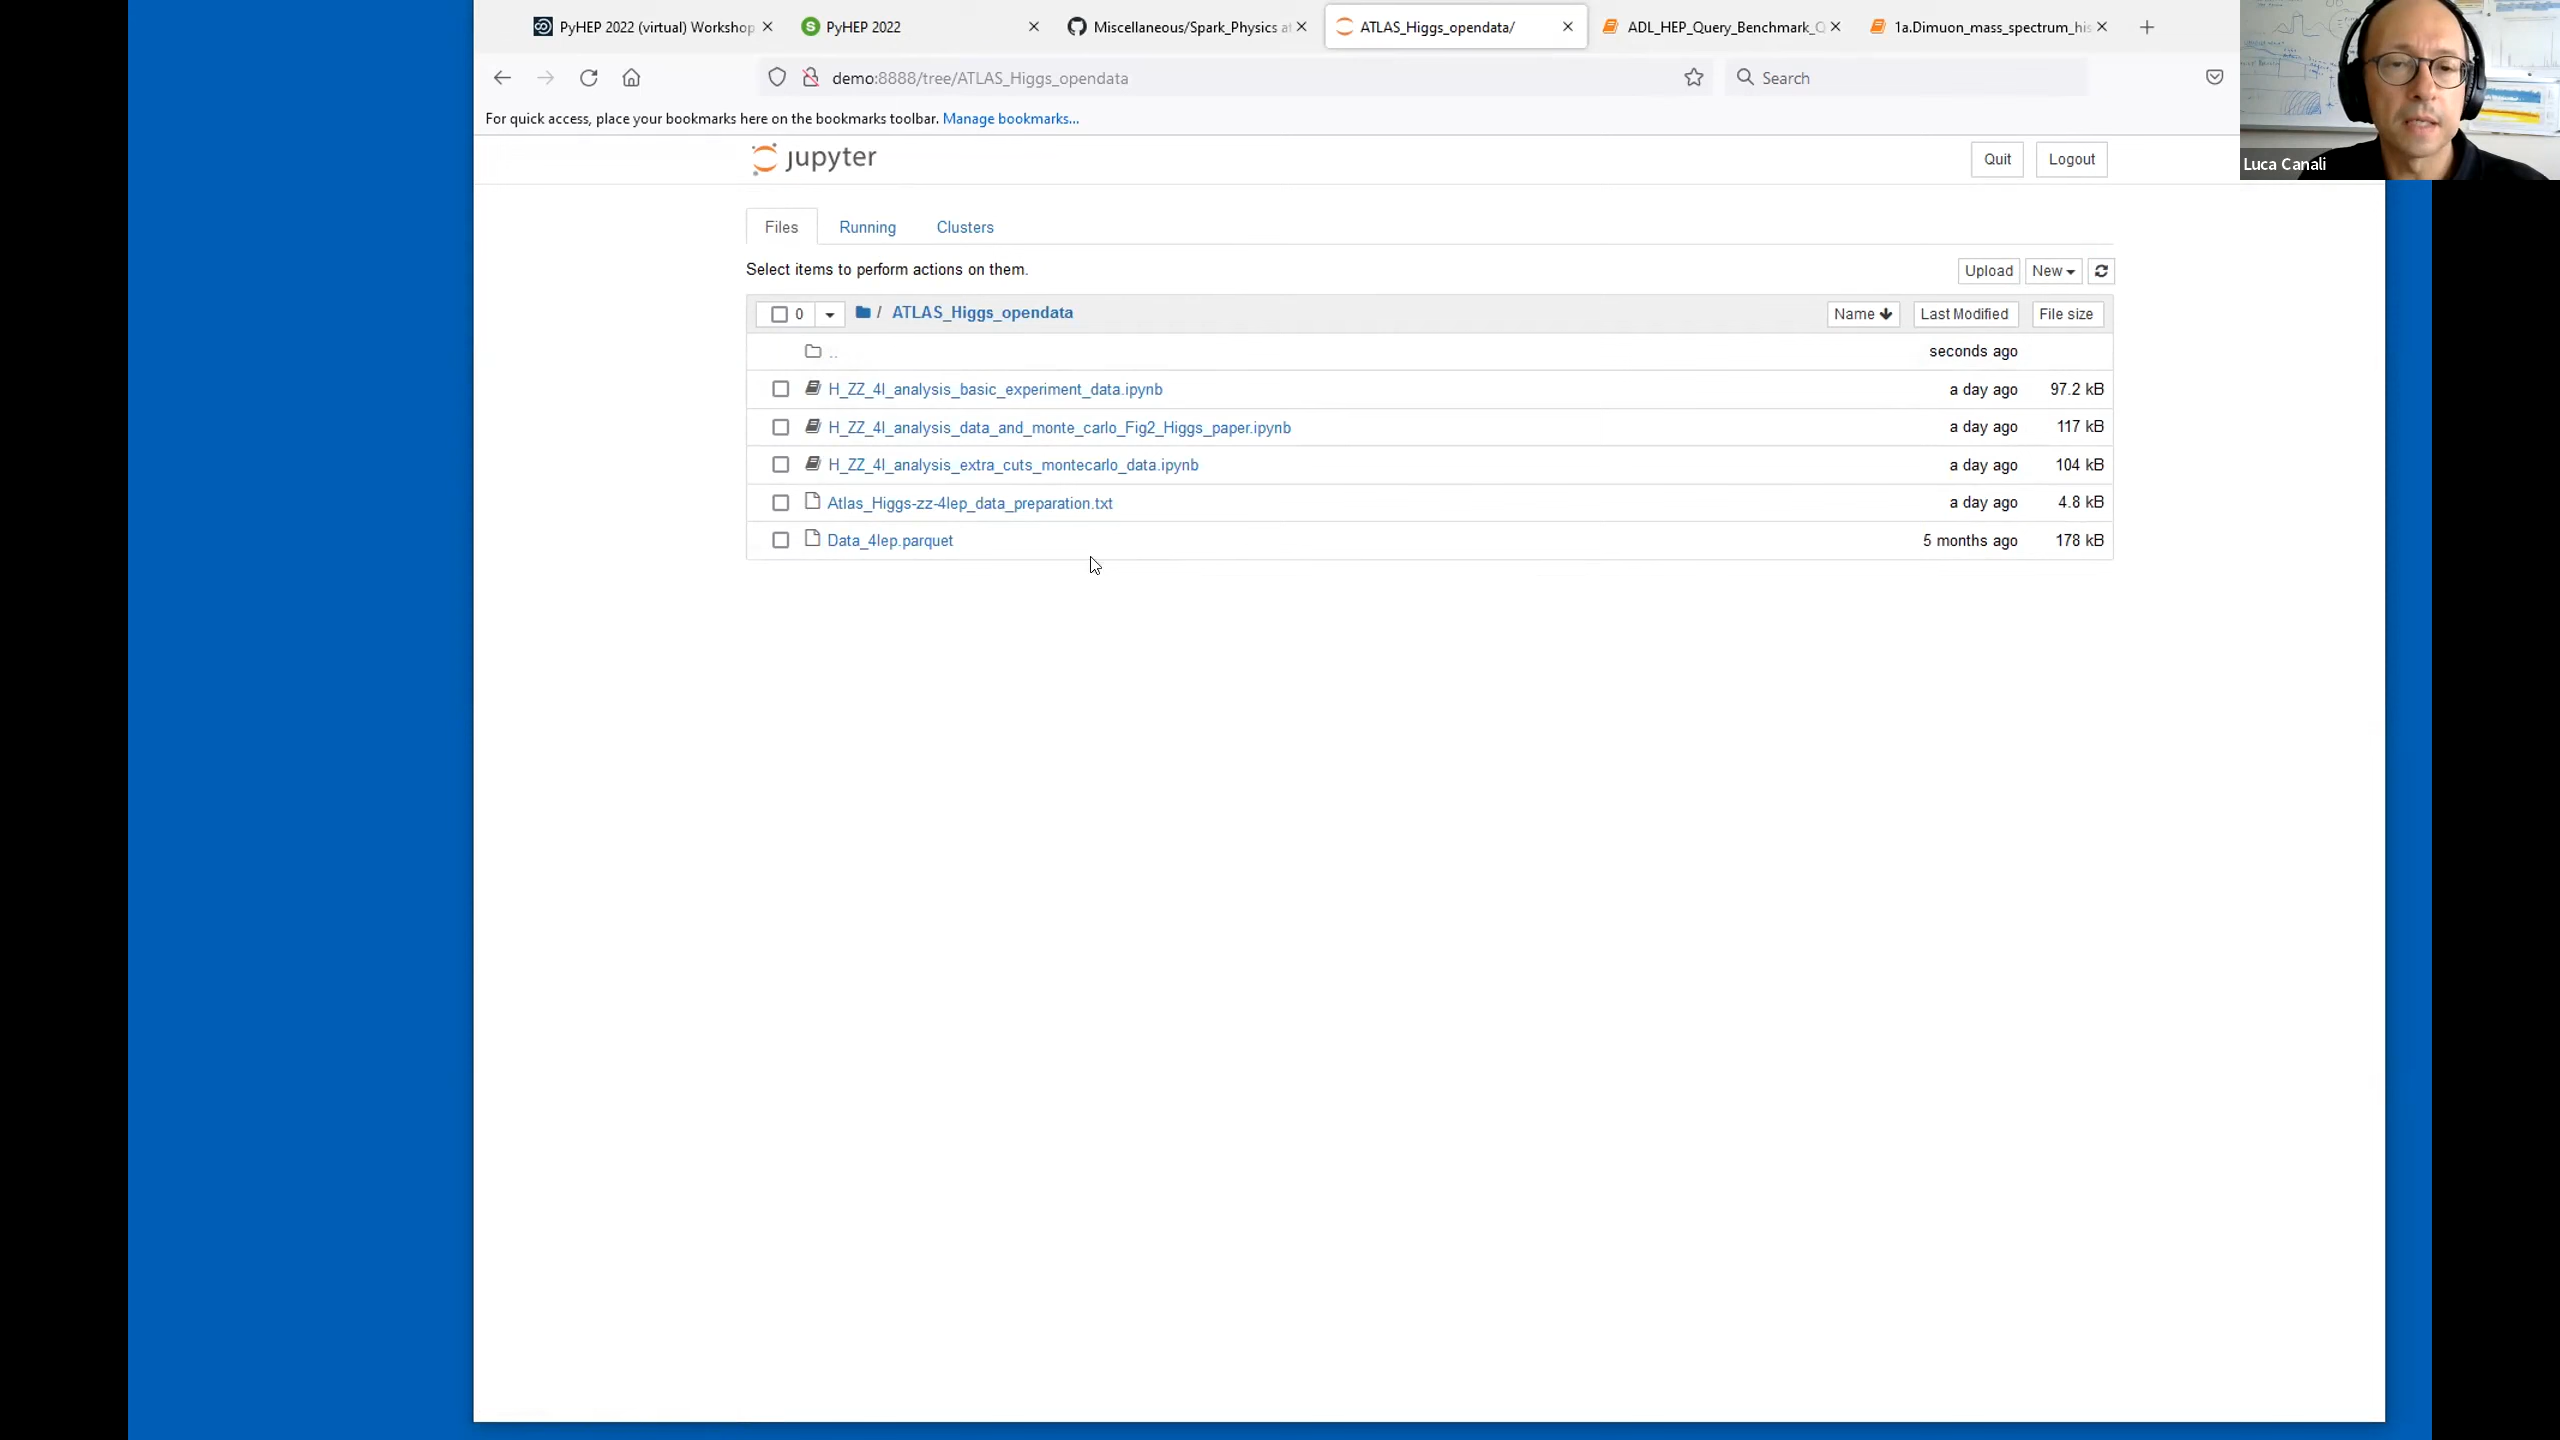 PyHEP 2022 (virtual) Workshop
PyHEP 2022
Miscellaneous/Spark_Physics at
ATLAS_Higgs_opendata/
ADL_HEP_Query_Benchmark_Q
1a.Dimuon_mass_spectrum_his
demo:8888/tree/ATLAS_Higgs_opendata
Search
For quick access, place your bookmarks here on the bookmarks toolbar. Manage bookmarks...
Luca Canali
jupyter
Quit
Logout
Files
Running
Clusters
Select items to perform actions on them.
Upload
New
0
/ ATLAS_Higgs_opendata
Name
Last Modified
File size
..
seconds ago
H_ZZ_4l_analysis_basic_experiment_data.ipynb
a day ago
97.2 kB
H_ZZ_4l_analysis_data_and_monte_carlo_Fig2_Higgs_paper.ipynb
a day ago
117 kB
H_ZZ_4l_analysis_extra_cuts_montecarlo_data.ipynb
a day ago
104 kB
Atlas_Higgs-zz-4lep_data_preparation.txt
a day ago
4.8 kB
Data_4lep.parquet
5 months ago
178 kB